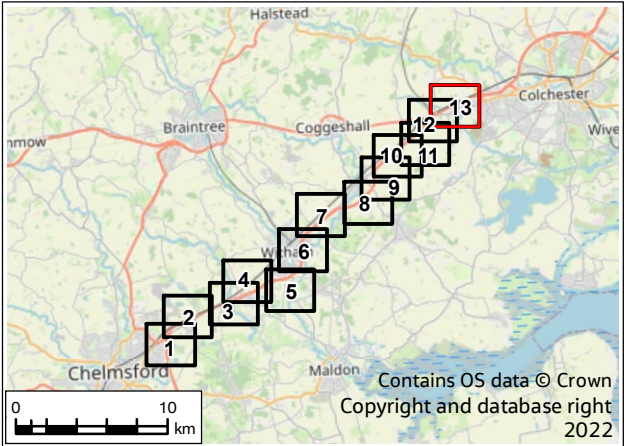 Halstead
Colchester
13
Braintree
Coggeshall
12
nmow
Wive
10
11
9
8
7
Witham
6
4
5
3
2
1
Chelmsford
Maldon
Contains OS data © Crown
Copyright and database right
2022
0 10
km